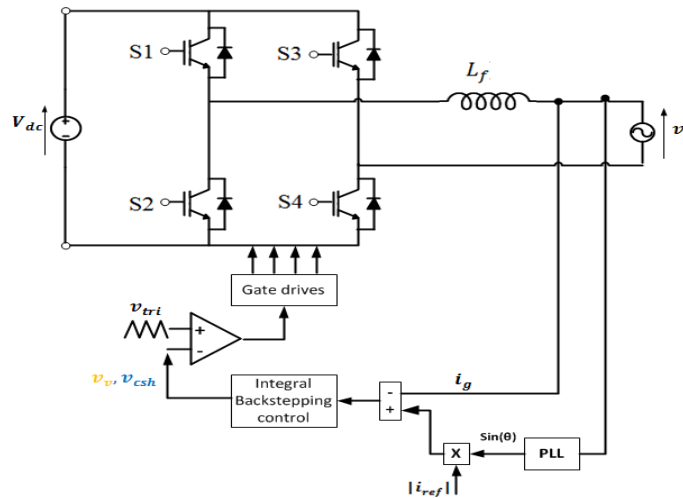 S1
S3
L_f
V_dc
+
-
v
S2
S4
Gate drives
v_tri
+
-
v_v, v_csh
Integral
Backstepping
control
-
+
i_g
Sin(θ)
X
PLL
|i_ref|